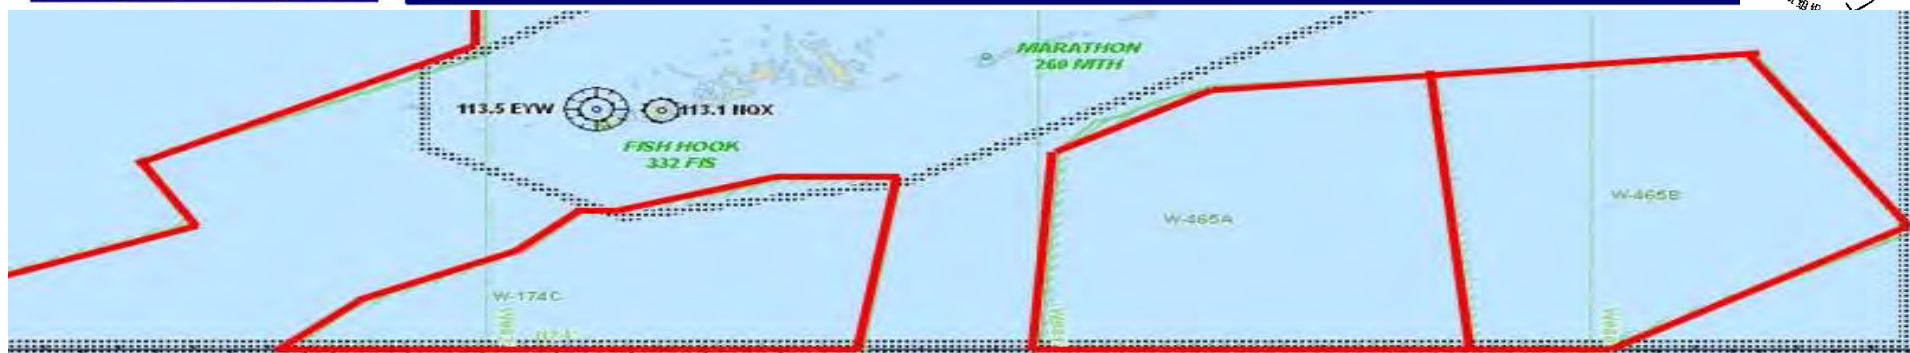 MARATHON
260 MTH
113.5 EYW
113.1 NQX
FISH HOOK
332 FIS
W-465B
W-465A
W-174C